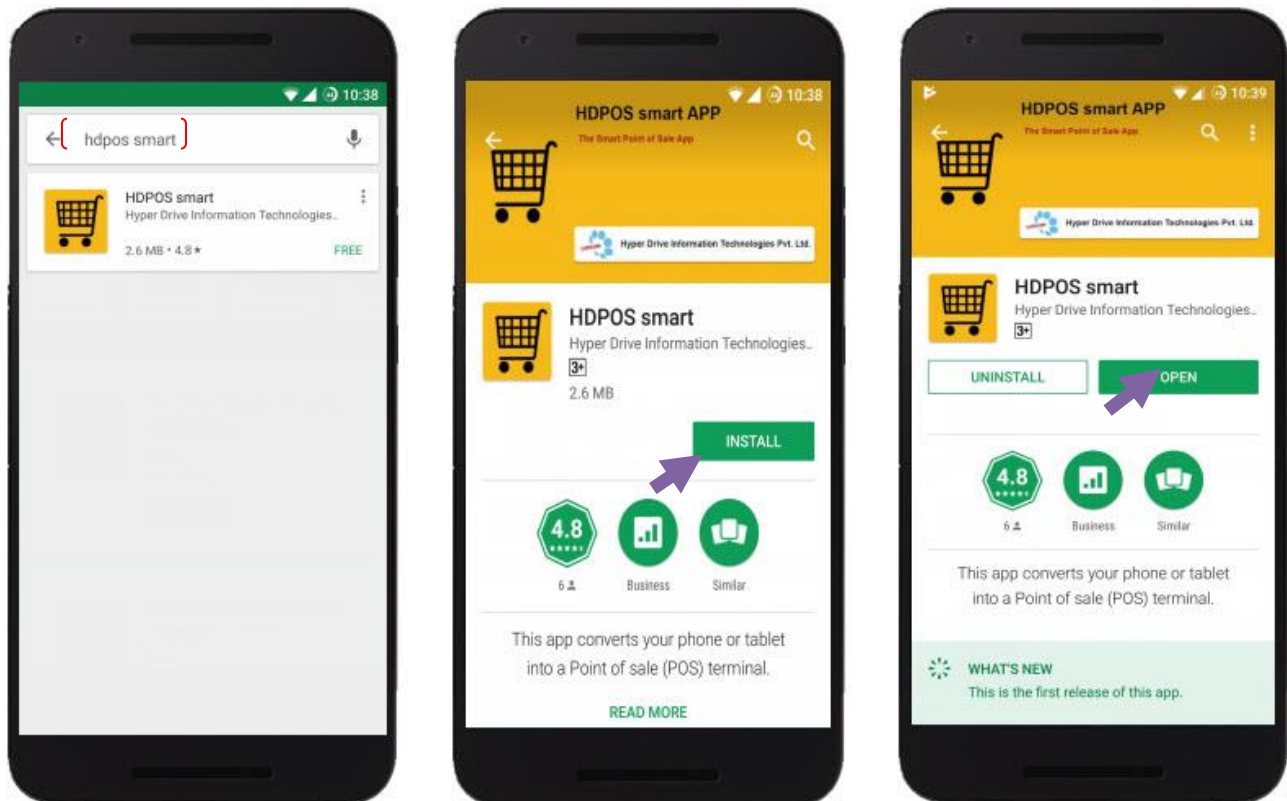 10:38
hdpos smart
HDPOS smart
Hyper Drive Information Technologies..
2.6 MB • 4.8 ★
FREE
10:38
HDPOS smart APP
The Smart Point of Sale App
Hyper Drive Information Technologies Pvt. Ltd.
HDPOS smart
Hyper Drive Information Technologies..
3+
2.6 MB
INSTALL
4.8
6
Business
Similar
This app converts your phone or tablet
into a Point of sale (POS) terminal.
READ MORE
10:39
HDPOS smart APP
The Smart Point of Sale App
Hyper Drive Information Technologies Pvt. Ltd.
HDPOS smart
Hyper Drive Information Technologies..
3+
UNINSTALL
OPEN
4.8
6
Business
Similar
This app converts your phone or tablet
into a Point of sale (POS) terminal.
WHAT'S NEW
This is the first release of this app.